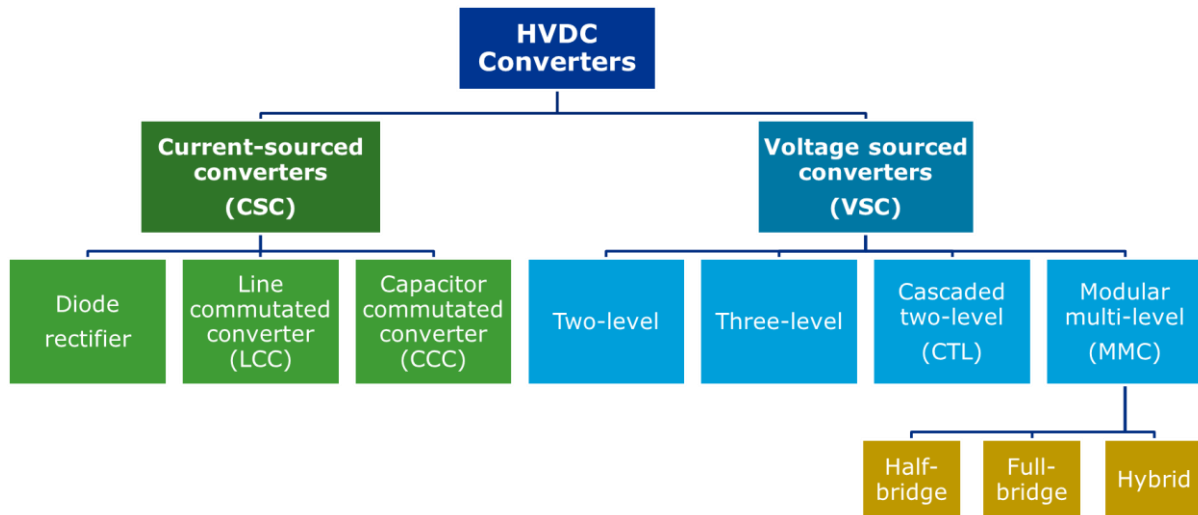 HVDC
Converters
Current-sourced
converters
(CSC)
Voltage sourced
converters
(VSC)
Diode
rectifier
Line
commutated
converter
(LCC)
Capacitor
commutated
converter
(CCC)
Two-level
Three-level
Cascaded
two-level
(CTL)
Modular
multi-level
(MMC)
Half-
bridge
Full-
bridge
Hybrid